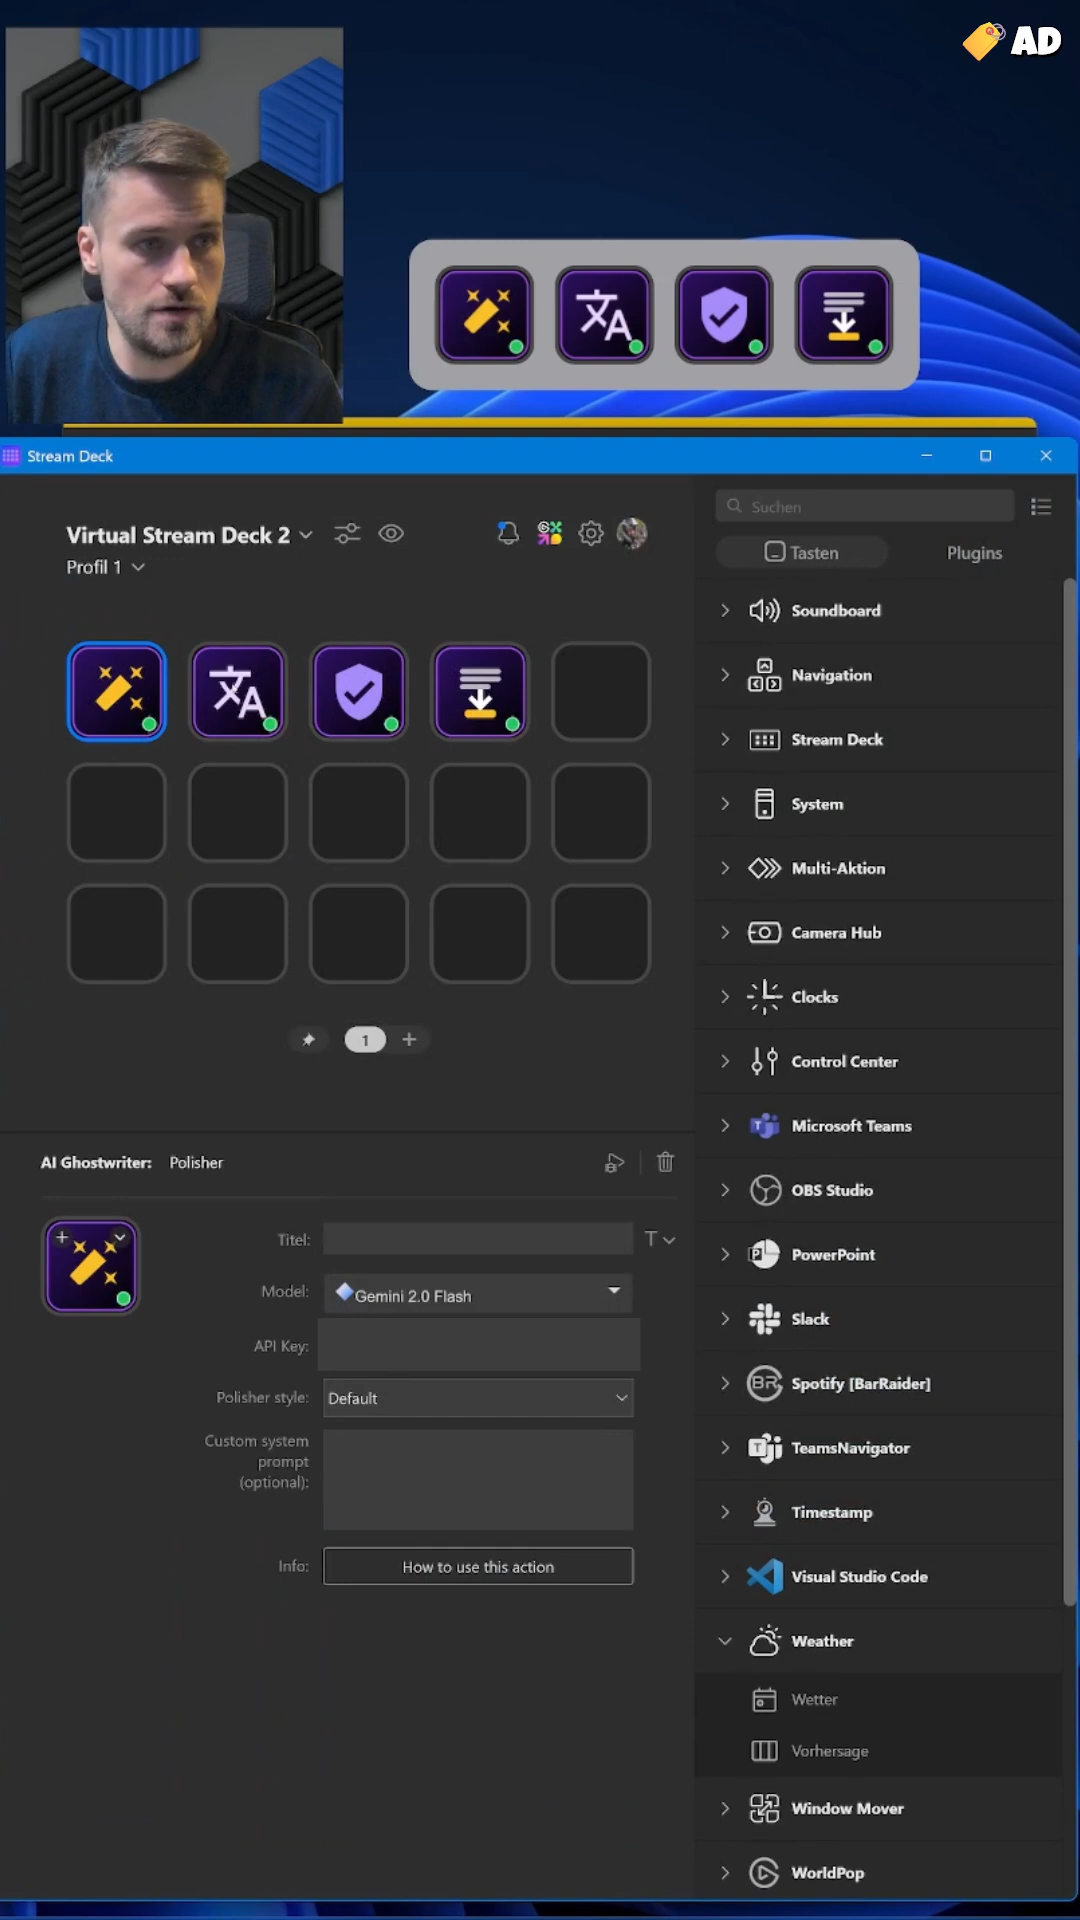 AD
Stream Deck
Virtual Stream Deck 2
Profil 1
Suchen
Tasten
Plugins
Soundboard
Navigation
Stream Deck
System
Multi-Aktion
Camera Hub
Clocks
Control Center
Microsoft Teams
OBS Studio
PowerPoint
Slack
Spotify [BarRaider]
TeamsNavigator
Timestamp
Visual Studio Code
Weather
Wetter
Vorhersage
Window Mover
WorldPop
1
AI Ghostwriter: Polisher
Titel:
T
Model: Gemini 2.0 Flash
API Key:
Polisher style: Default
Custom system
prompt
(optional):
Info: How to use this action